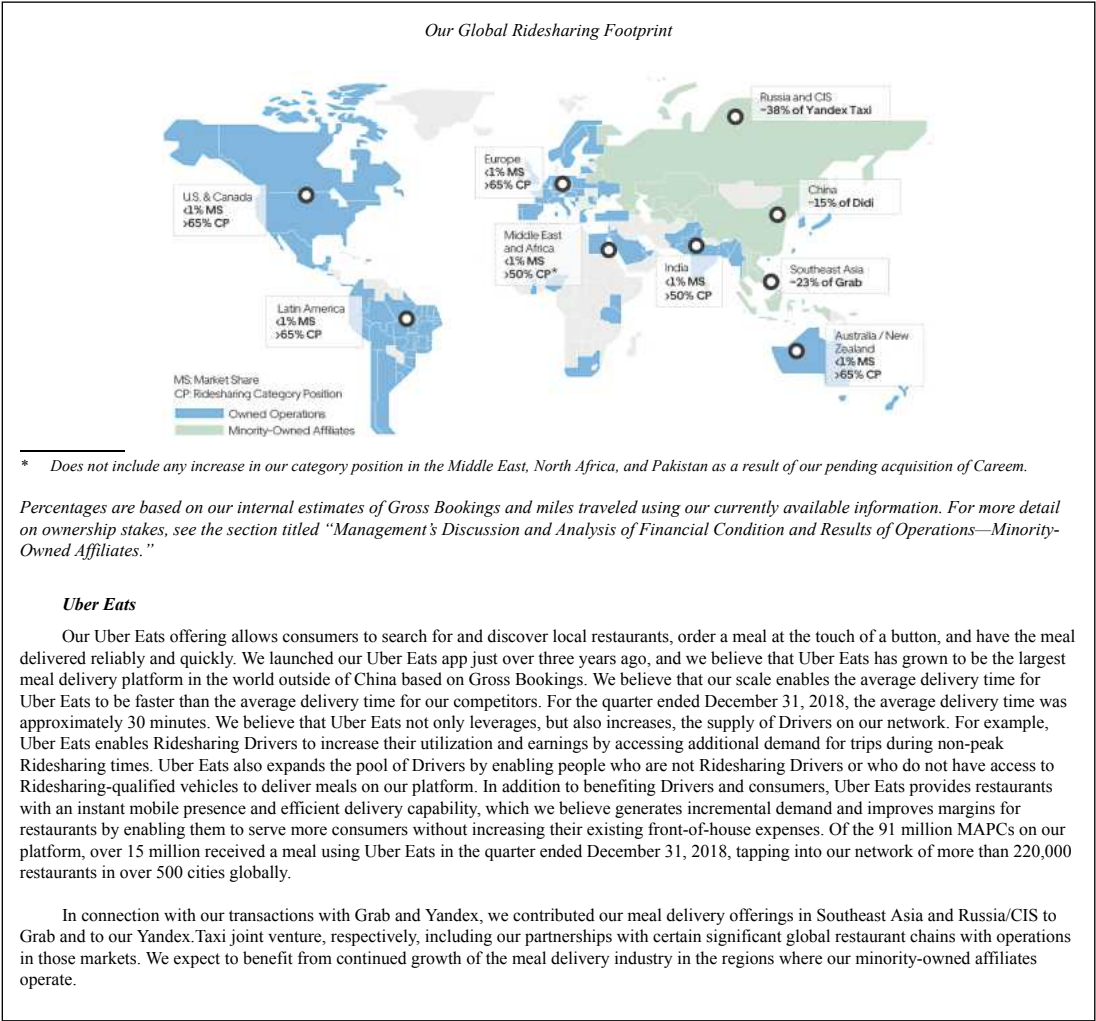 Our Global Ridesharing Footprint
Russia and CIS
~38% of Yandex Taxi
Europe
<1% MS
>65% CP
U.S. & Canada
<1% MS
>65% CP
China
~15% of Didi
Middle East
and Africa
<1% MS
>50% CP*
India
<1% MS
>50% CP
Southeast Asia
~23% of Grab
Latin America
<1% MS
>65% CP
Australia / New
Zealand
<1% MS
>65% CP
MS: Market Share
CP: Ridesharing Category Position
Owned Operations
Minority-Owned Affiliates
* Does not include any increase in our category position in the Middle East, North Africa, and Pakistan as a result of our pending acquisition of Careem.
Percentages are based on our internal estimates of Gross Bookings and miles traveled using our currently available information. For more detail
on ownership stakes, see the section titled “Management’s Discussion and Analysis of Financial Condition and Results of Operations—Minority-
Owned Affiliates.”
Uber Eats
Our Uber Eats offering allows consumers to search for and discover local restaurants, order a meal at the touch of a button, and have the meal
delivered reliably and quickly. We launched our Uber Eats app just over three years ago, and we believe that Uber Eats has grown to be the largest
meal delivery platform in the world outside of China based on Gross Bookings. We believe that our scale enables the average delivery time for
Uber Eats to be faster than the average delivery time for our competitors. For the quarter ended December 31, 2018, the average delivery time was
approximately 30 minutes. We believe that Uber Eats not only leverages, but also increases, the supply of Drivers on our network. For example,
Uber Eats enables Ridesharing Drivers to increase their utilization and earnings by accessing additional demand for trips during non-peak
Ridesharing times. Uber Eats also expands the pool of Drivers by enabling people who are not Ridesharing Drivers or who do not have access to
Ridesharing-qualified vehicles to deliver meals on our platform. In addition to benefiting Drivers and consumers, Uber Eats provides restaurants
with an instant mobile presence and efficient delivery capability, which we believe generates incremental demand and improves margins for
restaurants by enabling them to serve more consumers without increasing their existing front-of-house expenses. Of the 91 million MAPCs on our
platform, over 15 million received a meal using Uber Eats in the quarter ended December 31, 2018, tapping into our network of more than 220,000
restaurants in over 500 cities globally.
In connection with our transactions with Grab and Yandex, we contributed our meal delivery offerings in Southeast Asia and Russia/CIS to
Grab and to our Yandex.Taxi joint venture, respectively, including our partnerships with certain significant global restaurant chains with operations
in those markets. We expect to benefit from continued growth of the meal delivery industry in the regions where our minority-owned affiliates
operate.